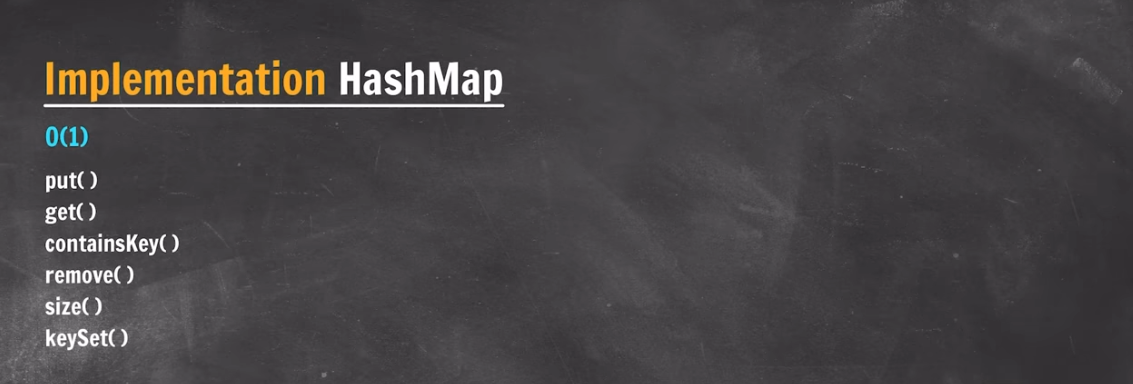 Implementation HashMap
O(1)
put( )
get( )
containsKey( )
remove( )
size( )
keySet( )